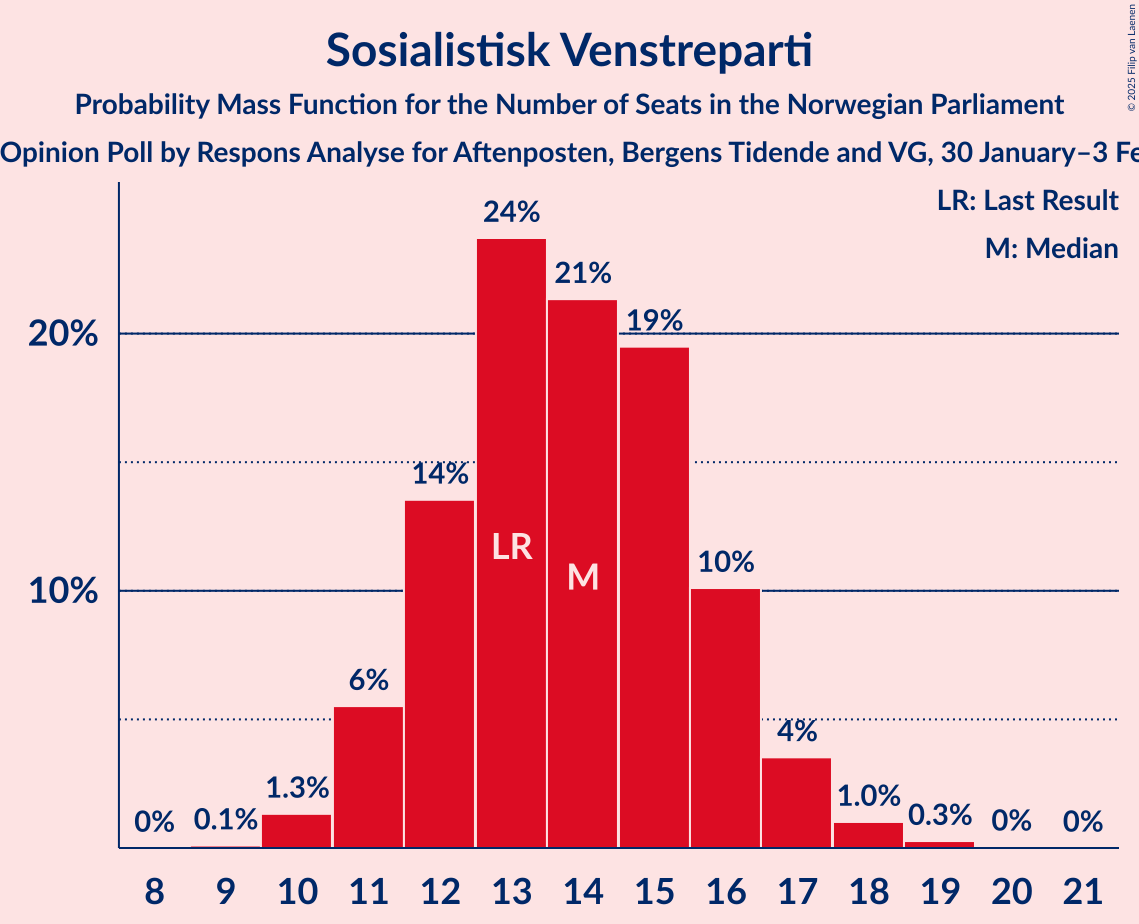 © 2025 Filip van Laenen
Sosialistisk Venstreparti
Probability Mass Function for the Number of Seats in the Norwegian Parliament
Opinion Poll by Respons Analyse for Aftenposten, Bergens Tidende and VG, 30 January–3 Fe
LR: Last Result
M: Median
24%
21%
19%
20%
14%
LR
M
10%
10%
6%
4%
1.3%
1.0%
0.3%
0%
0.1%
0%
0%
8 9 10 11 12 13 14 15 16 17 18 19 20 21